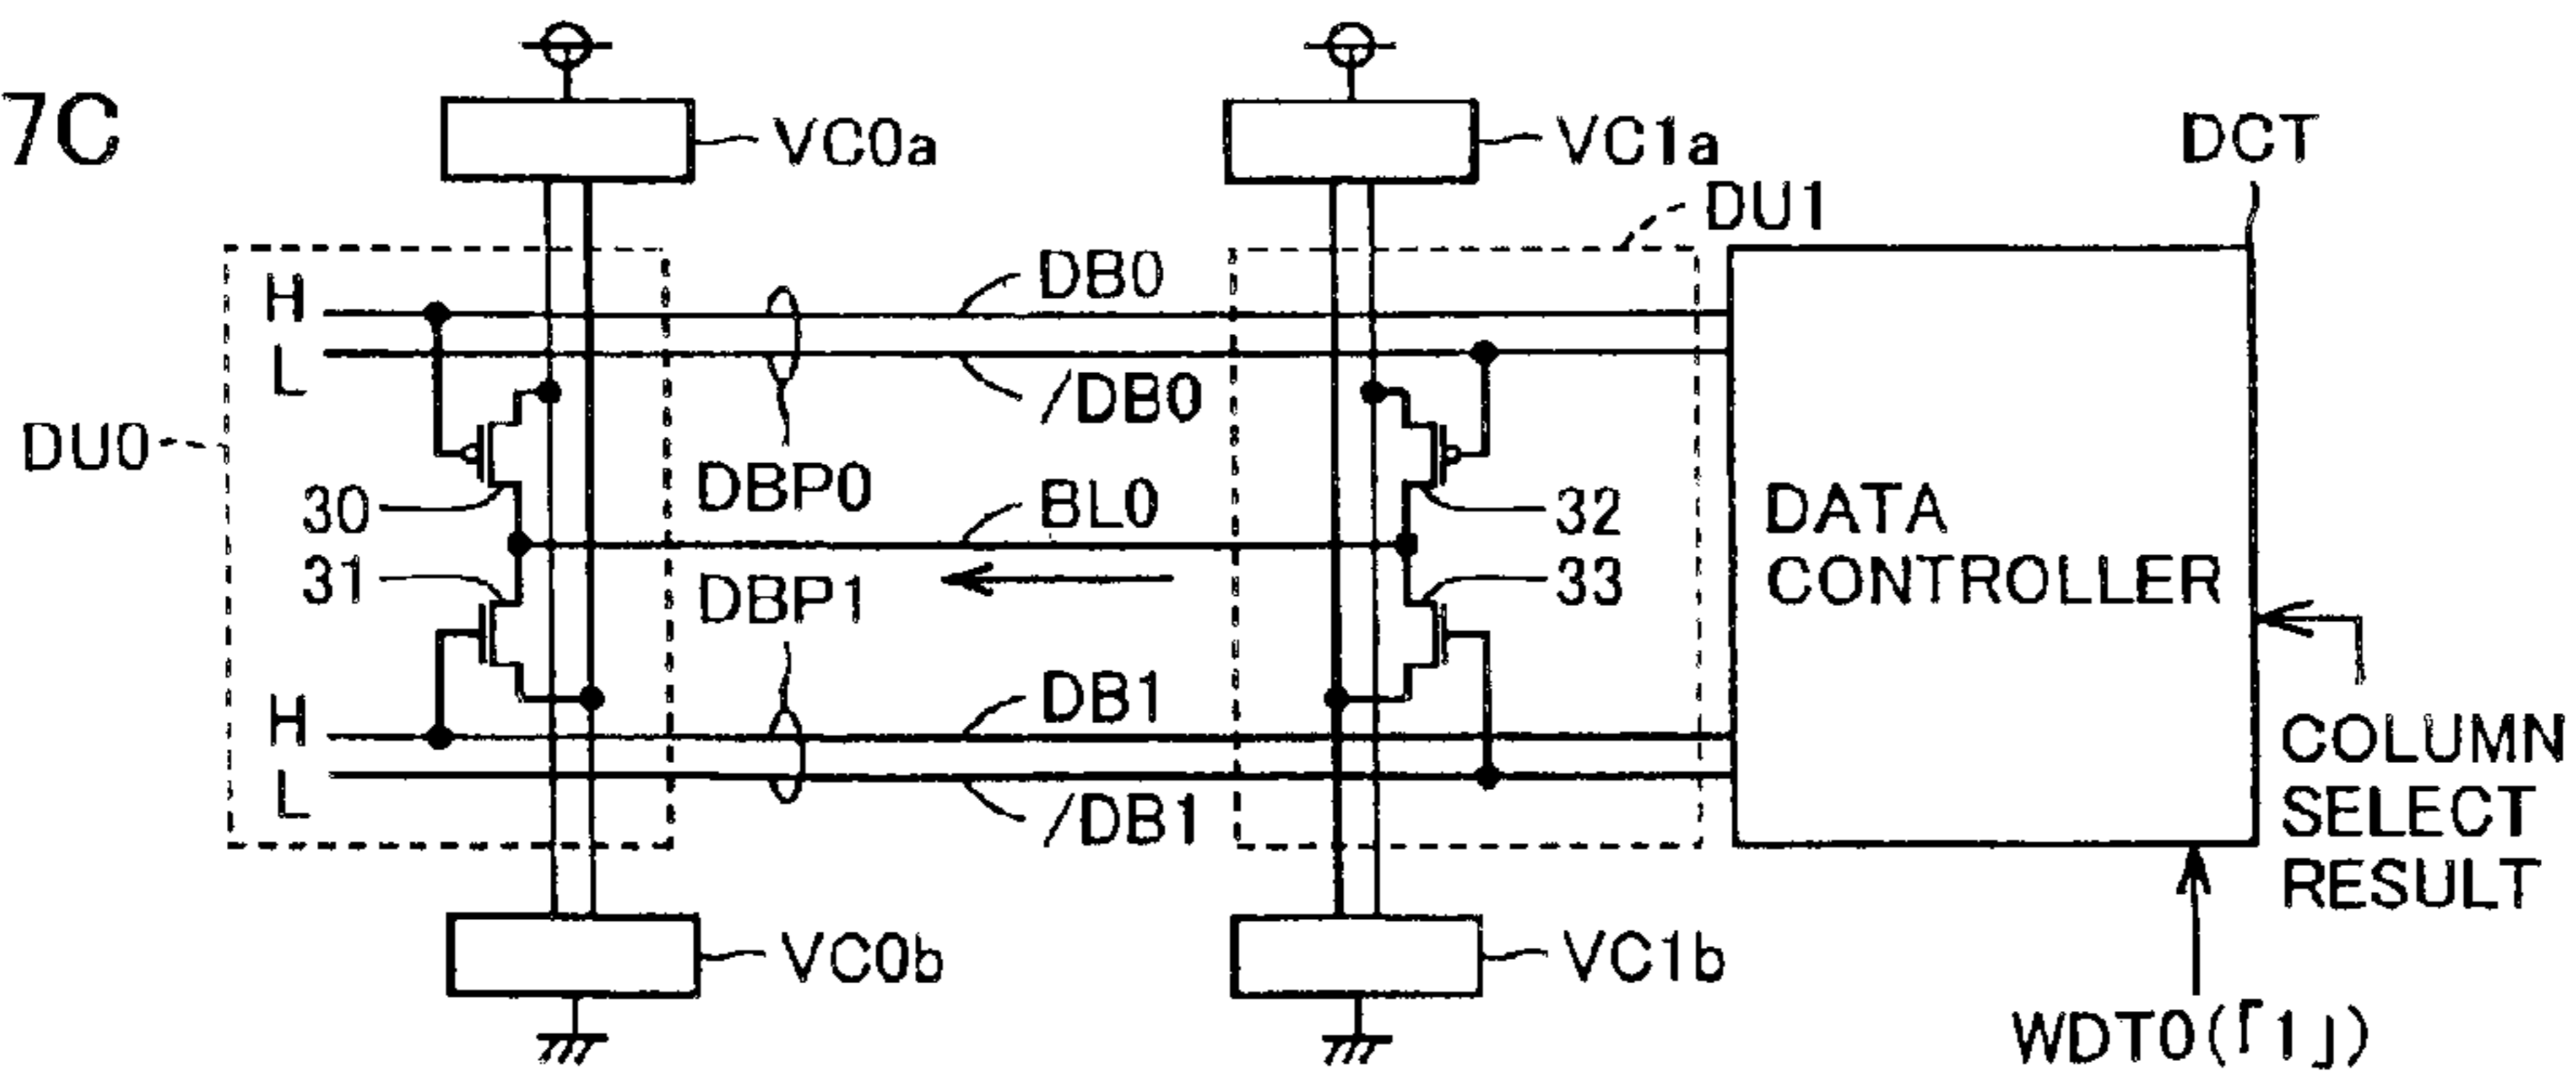 7C
VC0a
VC1a
DCT
DU1
H
DB0
L
/DB0
DU0
DBP0
30
BL0
32
DATA
CONTROLLER
31
DBP1
33
H
DB1
L
/DB1
COLUMN
SELECT
RESULT
VC0b
VC1b
WDT0(「1」)